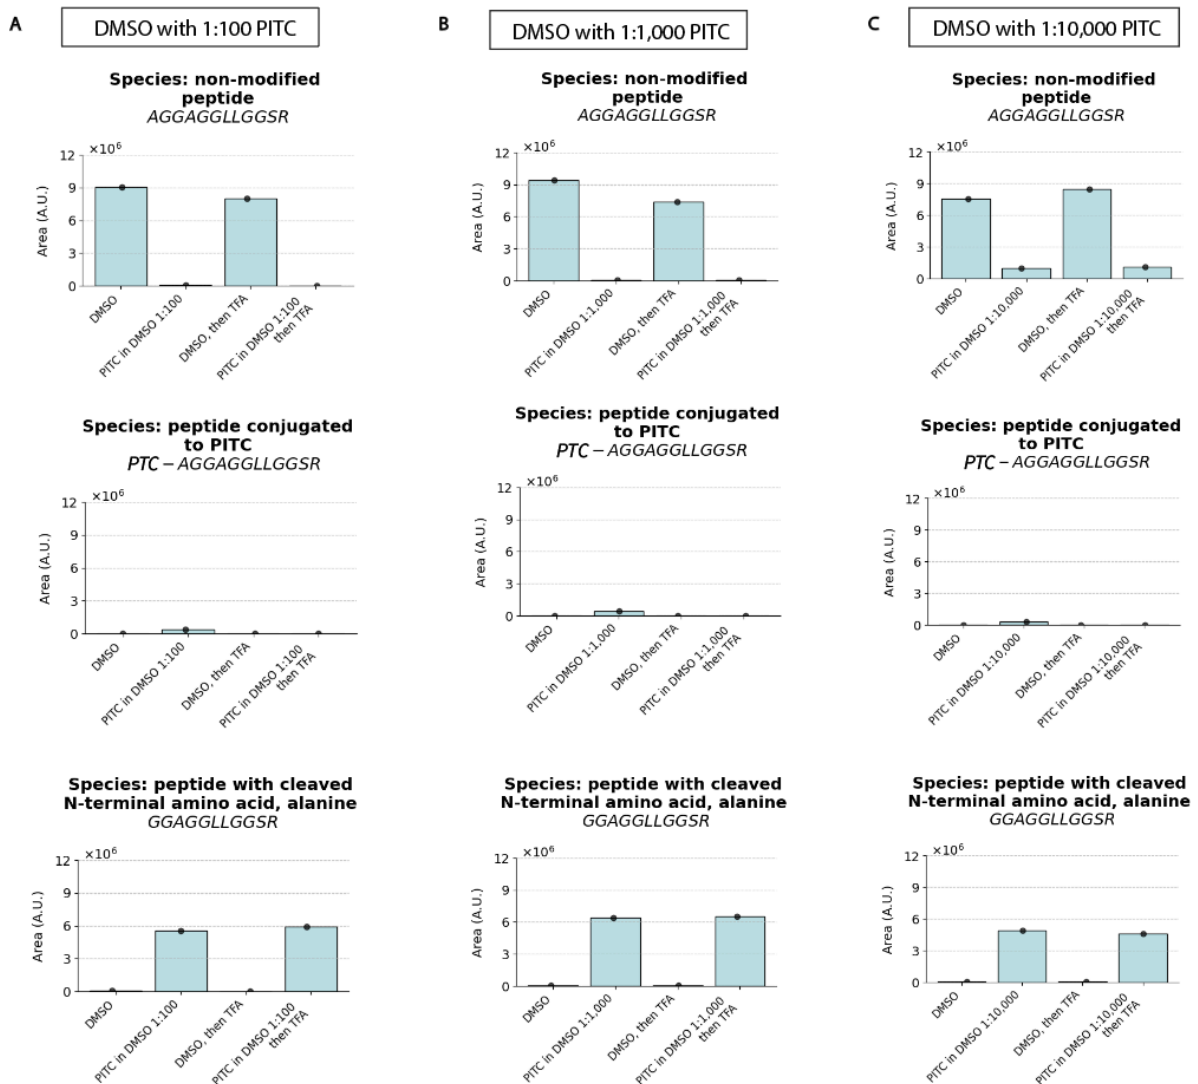 A
DMSO with 1:100 PITC
Species: non-modified
peptide
AGGAGGLLGGSR
×10⁶
12
9
6
3
0
Area (A.U.)
DMSO
PITC in DMSO 1:100
DMSO, then TFA
PITC in DMSO 1:100
then TFA
Species: peptide conjugated
to PITC
PTC – AGGAGGLLGGSR
×10⁶
12
9
6
3
0
Area (A.U.)
DMSO
PITC in DMSO 1:100
DMSO, then TFA
PITC in DMSO 1:100
then TFA
Species: peptide with cleaved
N-terminal amino acid, alanine
GGAGGLLGGSR
×10⁶
12
9
6
3
0
Area (A.U.)
DMSO
PITC in DMSO 1:100
DMSO, then TFA
PITC in DMSO 1:100
then TFA
B
DMSO with 1:1,000 PITC
Species: non-modified
peptide
AGGAGGLLGGSR
×10⁶
12
9
6
3
0
Area (A.U.)
DMSO
PITC in DMSO 1:1,000
DMSO, then TFA
PITC in DMSO 1:1,000
then TFA
Species: peptide conjugated
to PITC
PTC – AGGAGGLLGGSR
×10⁶
12
9
6
3
0
Area (A.U.)
DMSO
PITC in DMSO 1:1,000
DMSO, then TFA
PITC in DMSO 1:1,000
then TFA
Species: peptide with cleaved
N-terminal amino acid, alanine
GGAGGLLGGSR
×10⁶
12
9
6
3
0
Area (A.U.)
DMSO
PITC in DMSO 1:1,000
DMSO, then TFA
PITC in DMSO 1:1,000
then TFA
C
DMSO with 1:10,000 PITC
Species: non-modified
peptide
AGGAGGLLGGSR
×10⁶
12
9
6
3
0
Area (A.U.)
DMSO
PITC in DMSO 1:10,000
DMSO, then TFA
PITC in DMSO 1:10,000
then TFA
Species: peptide conjugated
to PITC
PTC – AGGAGGLLGGSR
×10⁶
12
9
6
3
0
Area (A.U.)
DMSO
PITC in DMSO 1:10,000
DMSO, then TFA
PITC in DMSO 1:10,000
then TFA
Species: peptide with cleaved
N-terminal amino acid, alanine
GGAGGLLGGSR
×10⁶
12
9
6
3
0
Area (A.U.)
DMSO
PITC in DMSO 1:10,000
DMSO, then TFA
PITC in DMSO 1:10,000
then TFA